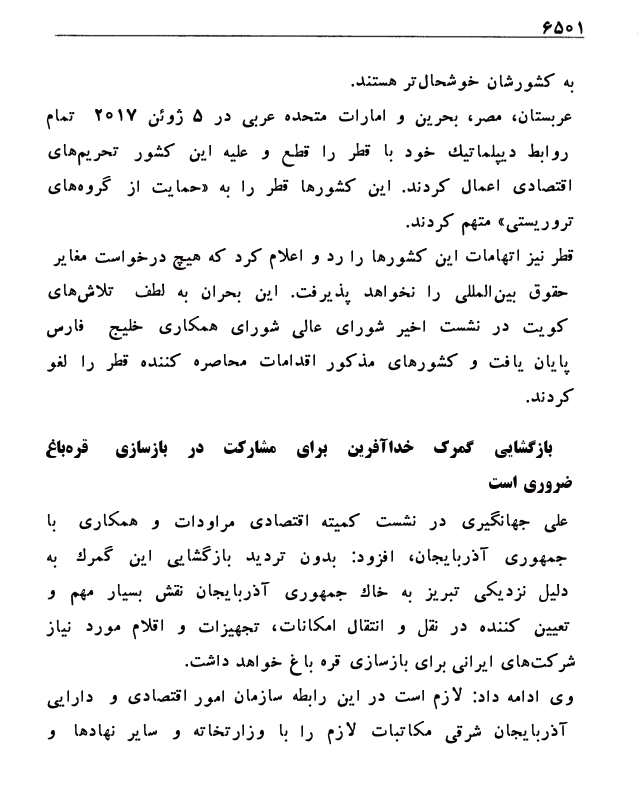 ۶۵۰۱
به کشورشان خوشحال‌تر هستند.
عربستان، مصر، بحرین و امارات متحده عربی در ۵ ژوئن ۲۰۱۷ تمام
روابط دیپلماتیك خود با قطر را قطع و علیه این کشور تحریم‌های
اقتصادی اعمال کردند. این کشورها قطر را به «حمایت از گروه‌های
تروریستی» متهم کردند.
قطر نیز اتهامات این کشورها را رد و اعلام کرد که هیچ درخواست مغایر
حقوق بین‌المللی را نخواهد پذیرفت. این بحران به لطف تلاش‌های
کویت در نشست اخیر شورای عالی شورای همکاری خلیج فارس
پایان یافت و کشورهای مذکور اقدامات محاصره کننده قطر را لغو
کردند.
بازگشایی گمرک خداآفرین برای مشارکت در بازسازی قره‌باغ
ضروری است
علی جهانگیری در نشست کمیته اقتصادی مراودات و همکاری با
جمهوری آذربایجان، افزود: بدون تردید بازگشایی این گمرك به
دلیل نزدیکی تبریز به خاك جمهوری آذربایجان نقش بسیار مهم و
تعیین کننده در نقل و انتقال امکانات، تجهیزات و اقلام مورد نیاز
شرکت‌های ایرانی برای بازسازی قره باغ خواهد داشت.
وی ادامه داد: لازم است در این رابطه سازمان امور اقتصادی و دارایی
آذربایجان شرقی مکاتبات لازم را با وزارتخاته و سایر نهادها و